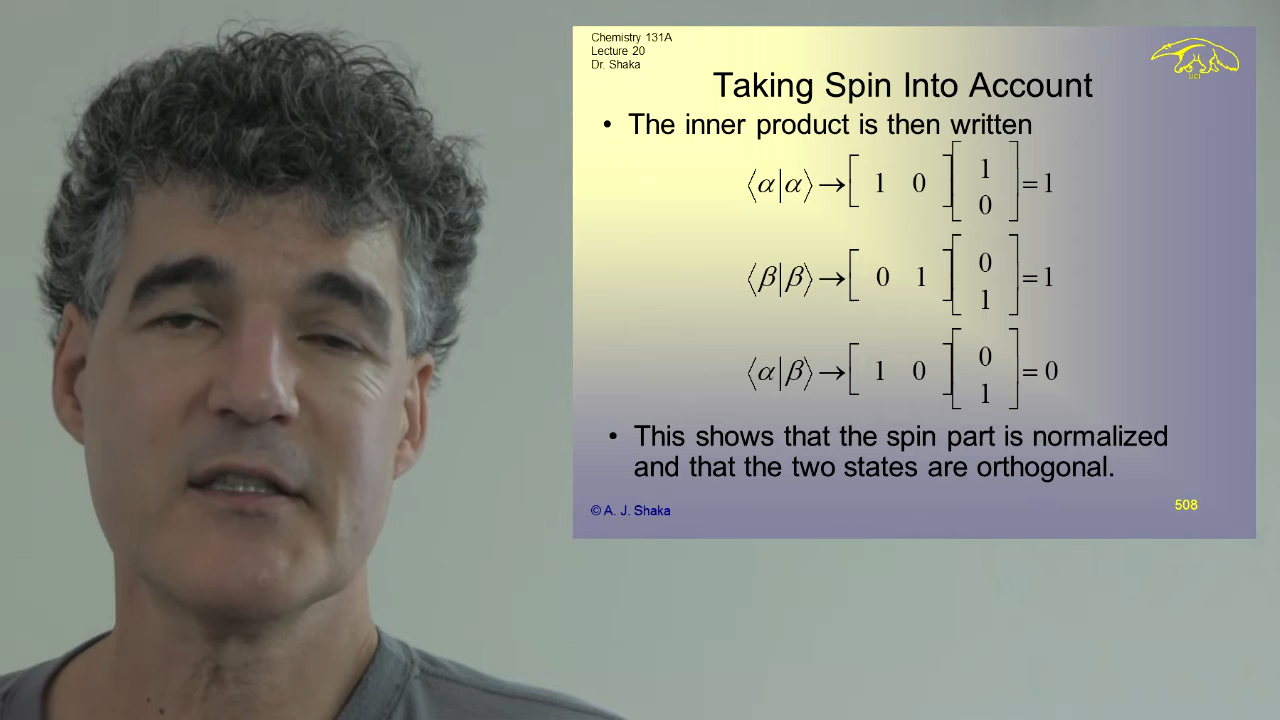 Chemistry 131A
Lecture 20
Dr. Shaka
UCI
Taking Spin Into Account
• The inner product is then written
⟨α|α⟩→[ 1 0 ][ 1 0 ]=1
⟨β|β⟩→[ 0 1 ][ 0 1 ]=1
⟨α|β⟩→[ 1 0 ][ 0 1 ]=0
• This shows that the spin part is normalized
and that the two states are orthogonal.
© A. J. Shaka
508